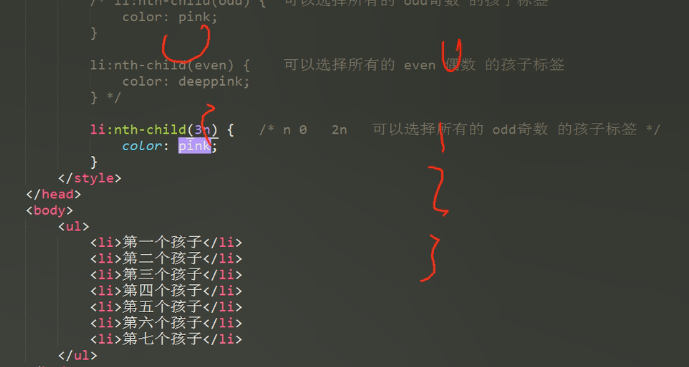 /* li:nth-child(odd) {   可以选择所有的 odd奇数 的孩子标签
color: pink;
}
li:nth-child(even) {      可以选择所有的 even 偶数 的孩子标签
color: deeppink;
} */
li:nth-child(3n) {   /* n 0   2n   可以选择所有的 odd奇数 的孩子标签 */
color: pink;
}
</style>
</head>
<body>
<ul>
<li>第一个孩子</li>
<li>第二个孩子</li>
<li>第三个孩子</li>
<li>第四个孩子</li>
<li>第五个孩子</li>
<li>第六个孩子</li>
<li>第七个孩子</li>
</ul>